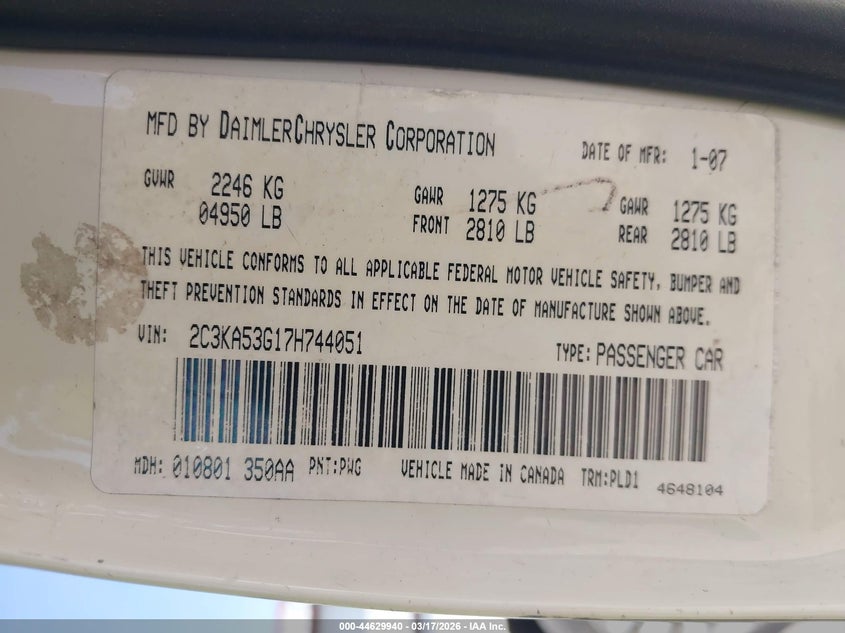 MFD BY DAIMLERCHRYSLER CORPORATION DATE OF MFR: 1-07
GVWR 2246 KG GAWR 1275 KG GAWR 1275 KG
04950 LB FRONT 2810 LB REAR 2810 LB
THIS VEHICLE CONFORMS TO ALL APPLICABLE FEDERAL MOTOR VEHICLE SAFETY, BUMPER AND
THEFT PREVENTION STANDARDS IN EFFECT ON THE DATE OF MANUFACTURE SHOWN ABOVE.
VIN: 2C3KA53G17H744051 TYPE: PASSENGER CAR
MDH: 010801 350AA PNT:PWG VEHICLE MADE IN CANADA TRM:PLD1 4648104
000-44629940 - 03/17/2026 - IAA Inc.